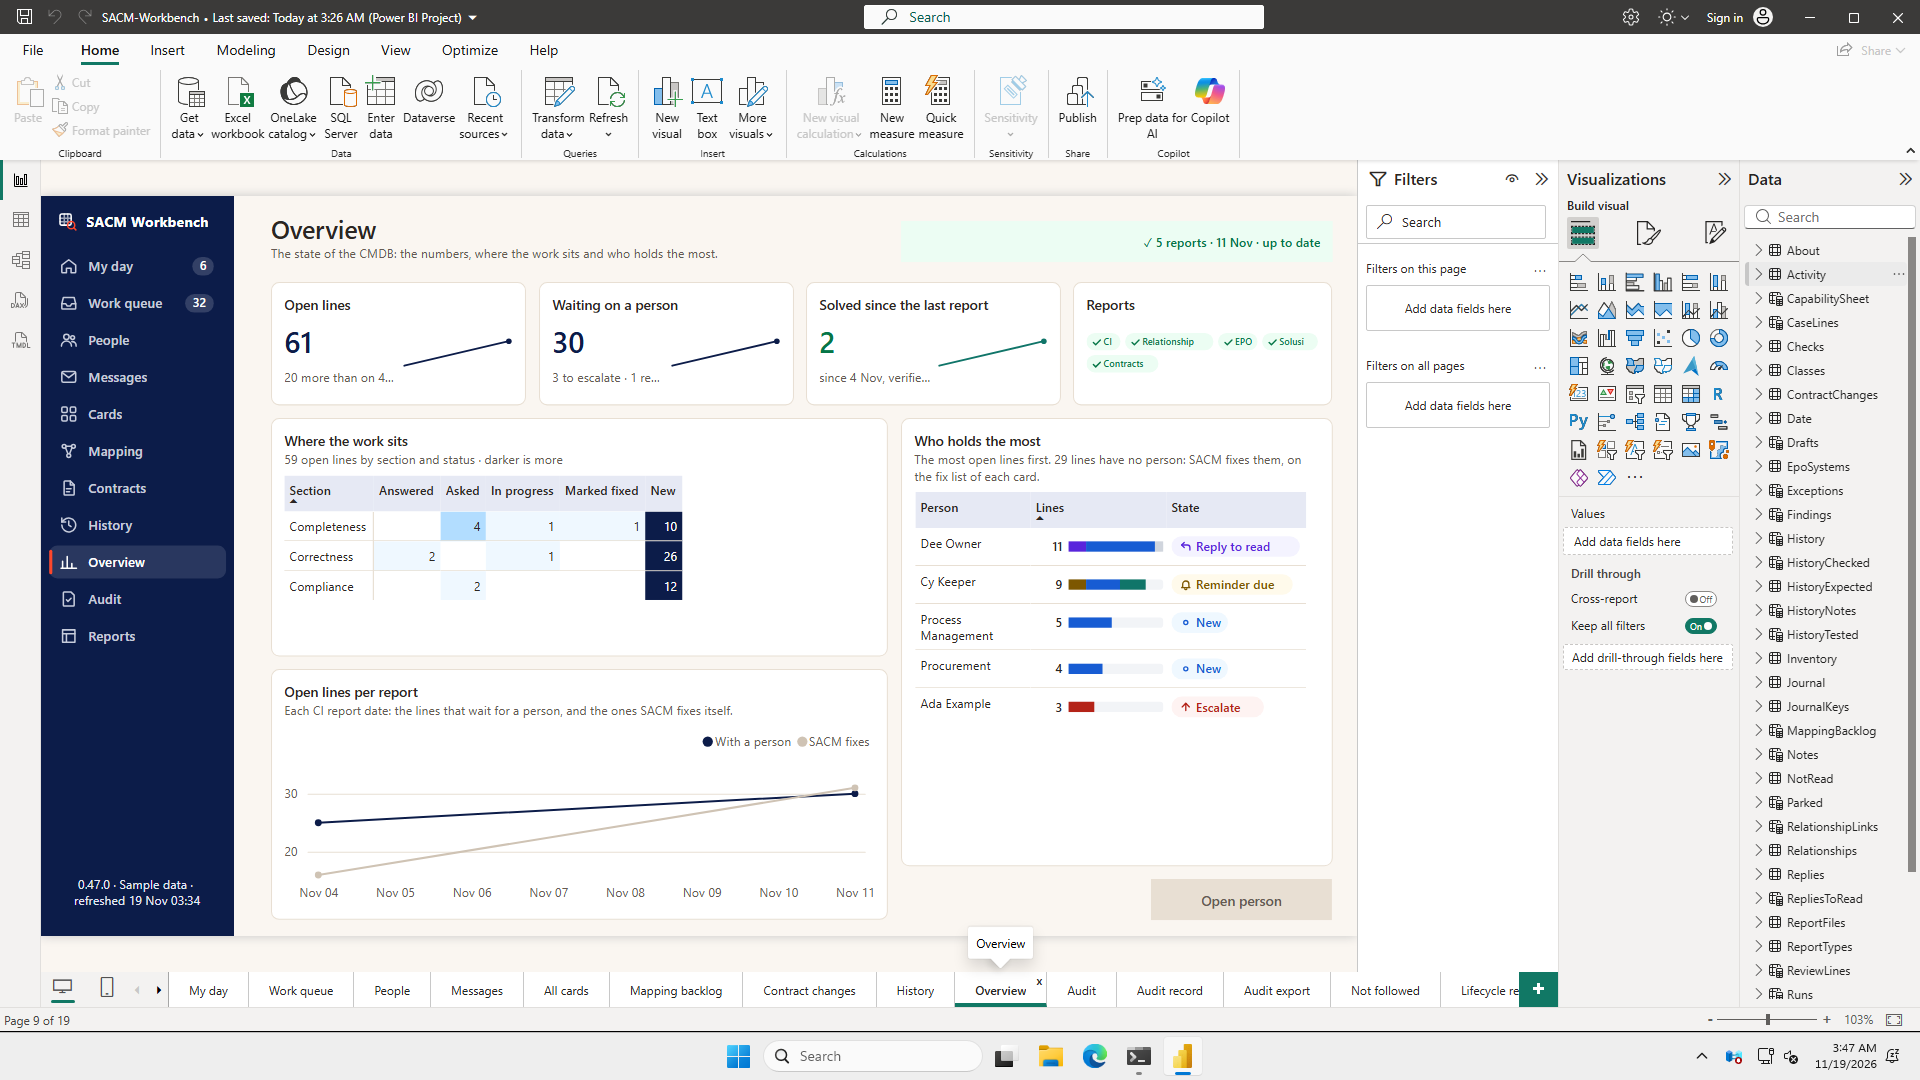 SACM-Workbench • Last saved: Today at 3:26 AM (Power BI Project)
Search
Sign in
File Home Insert Modeling Design View Optimize Help
Share
Paste
Cut
Copy
Format painter
Clipboard
Get data
Excel workbook
OneLake catalog
SQL Server
Enter data
Dataverse
Recent sources
Data
Transform data
Refresh
Queries
New visual
Text box
More visuals
Insert
New visual calculation
New measure
Quick measure
Calculations
Sensitivity
Sensitivity
Publish
Share
Prep data for AI
Copilot
Copilot
DAX
TMDL
SACM Workbench
My day 6
Work queue 32
People
Messages
Cards
Mapping
Contracts
History
Overview
Audit
Reports
0.47.0 · Sample data ·
refreshed 19 Nov 03:34
Overview
The state of the CMDB: the numbers, where the work sits and who holds the most.
✓ 5 reports · 11 Nov · up to date
Open lines
61
20 more than on 4...
Waiting on a person
30
3 to escalate · 1 re...
Solved since the last report
2
since 4 Nov, verifie...
Reports
✓ CI ✓ Relationship ✓ EPO ✓ Solusi
✓ Contracts
Where the work sits
59 open lines by section and status · darker is more
Section Answered Asked In progress Marked fixed New
Completeness 4 1 1 10
Correctness 2 1 26
Compliance 2 12
Open lines per report
Each CI report date: the lines that wait for a person, and the ones SACM fixes itself.
With a person SACM fixes
30
20
Nov 04 Nov 05 Nov 06 Nov 07 Nov 08 Nov 09 Nov 10 Nov 11
Who holds the most
The most open lines first. 29 lines have no person: SACM fixes them, on
the fix list of each card.
Person Lines State
Dee Owner 11 Reply to read
Cy Keeper 9 Reminder due
Process Management 5 New
Procurement 4 New
Ada Example 3 Escalate
Open person
Overview
Filters
Search
Filters on this page ...
Add data fields here
Filters on all pages ...
Add data fields here
Visualizations
Build visual
123
R
Py
...
Values
Add data fields here
Drill through
Cross-report Off
Keep all filters On
Add drill-through fields here
Data
Search
About
Activity ...
CapabilitySheet
CaseLines
Checks
Classes
ContractChanges
Date
Drafts
EpoSystems
Exceptions
Findings
History
HistoryChecked
HistoryExpected
HistoryNotes
HistoryTested
Inventory
Journal
JournalKeys
MappingBacklog
Notes
NotRead
Parked
RelationshipLinks
Relationships
Replies
RepliesToRead
ReportFiles
ReportTypes
ReviewLines
Runs
My day Work queue People Messages All cards Mapping backlog Contract changes History Overview x Audit Audit record Audit export Not followed Lifecycle re +
Page 9 of 19
- + 103%
Search
3:47 AM
11/19/2026